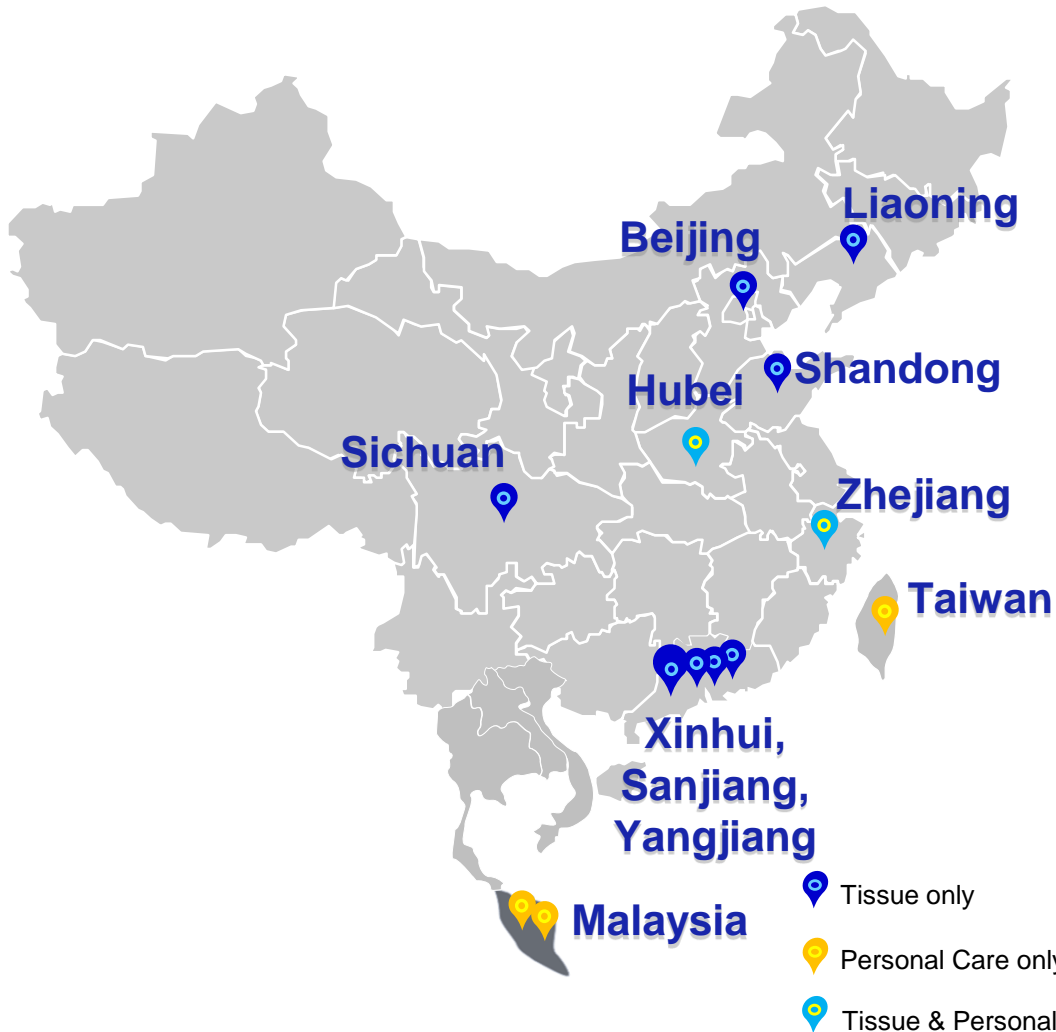 Liaoning
Beijing
Shandong
Hubei
Sichuan
Zhejiang
Taiwan
Xinhui,
Sanjiang,
Yangjiang
Malaysia
Tissue only
Personal Care only
Tissue & Personal